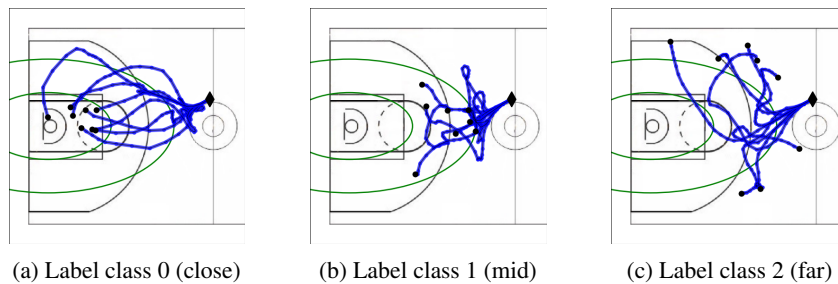 (a) Label class 0 (close)
(b) Label class 1 (mid)
(c) Label class 2 (far)